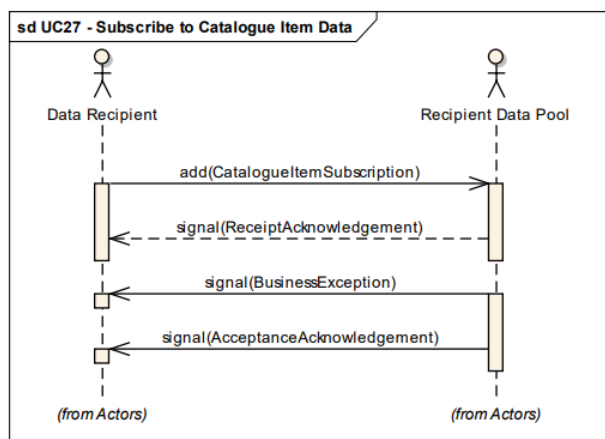 sd UC27 - Subscribe to Catalogue Item Data
Data Recipient
Recipient Data Pool
add(CatalogueItemSubscription)
signal(ReceiptAcknowledgement)
signal(BusinessException)
signal(AcceptanceAcknowledgement)
(from Actors)
(from Actors)